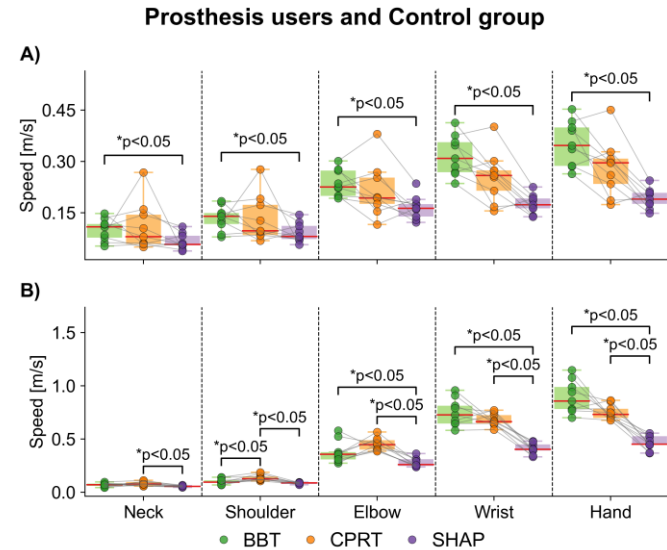 Prosthesis users and Control group
A)
Speed [m/s]
0.45
0.30
0.15
*p<0.05
*p<0.05
*p<0.05
*p<0.05
*p<0.05
B)
Speed [m/s]
1.5
1.0
0.5
0.0
*p<0.05
*p<0.05
*p<0.05
*p<0.05
*p<0.05
*p<0.05
*p<0.05
*p<0.05
*p<0.05
Neck Shoulder Elbow Wrist Hand
BBT CPRT SHAP